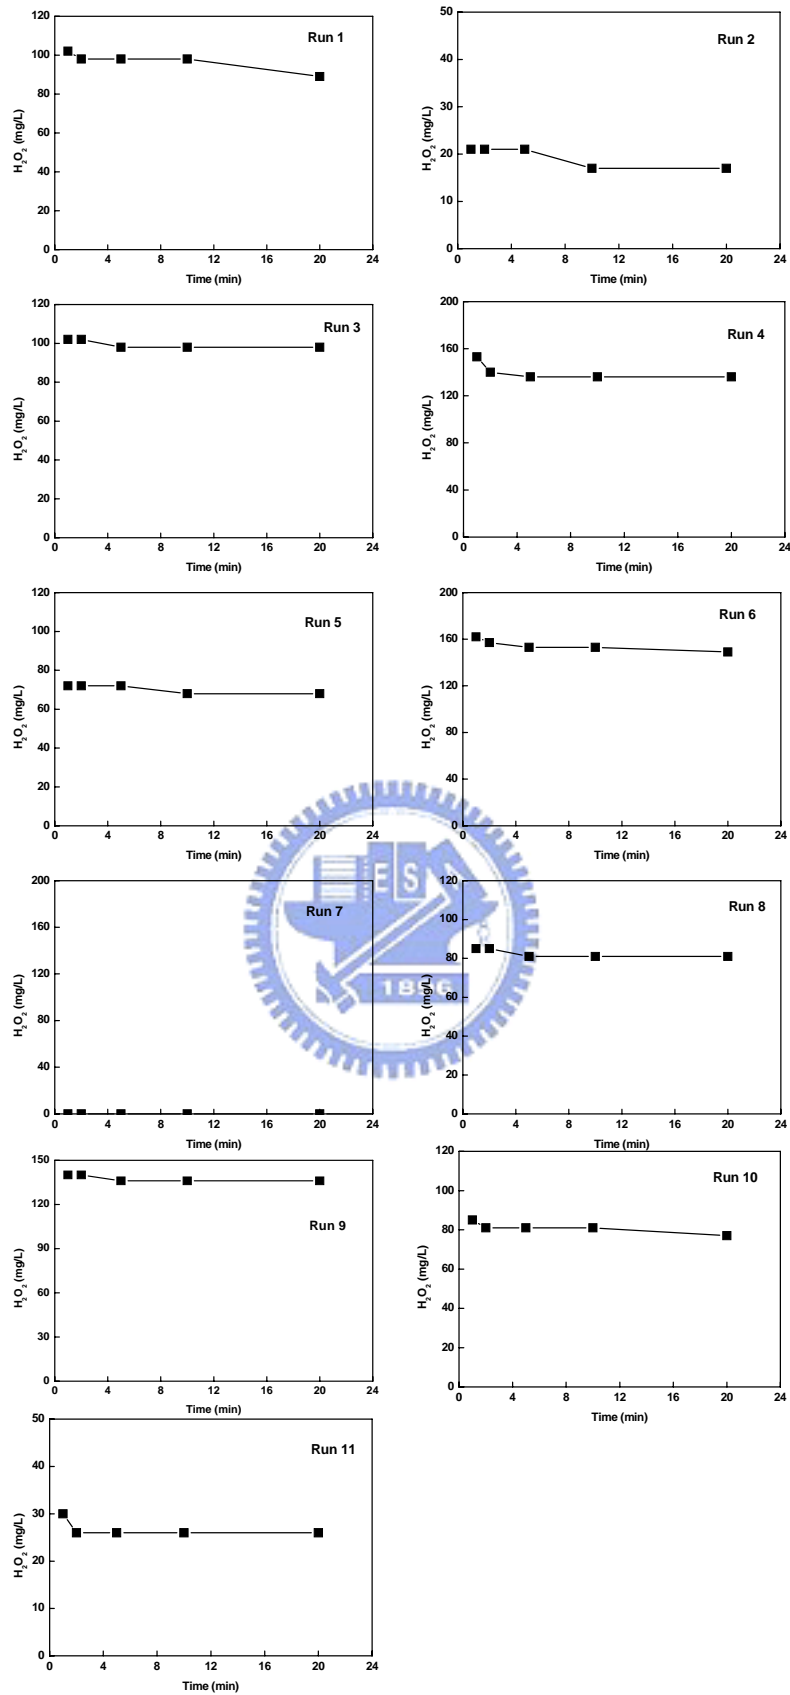 Run 1
H₂O₂ (mg/L)
120
100
80
60
40
20
0
0 4 8 12 16 20 24
Time (min)
Run 2
H₂O₂ (mg/L)
50
40
30
20
10
0
0 4 8 12 16 20 24
Time (min)
Run 3
H₂O₂ (mg/L)
120
100
80
60
40
20
0
0 4 8 12 16 20 24
Time (min)
Run 4
H₂O₂ (mg/L)
200
160
120
80
40
0
0 4 8 12 16 20 24
Time (min)
Run 5
H₂O₂ (mg/L)
120
100
80
60
40
20
0
0 4 8 12 16 20 24
Time (min)
Run 6
H₂O₂ (mg/L)
200
160
120
80
40
0
0 4 8 12 16 20 24
Time (min)
E S
1896
Run 7
H₂O₂ (mg/L)
200
160
120
80
40
0
0 4 8 12 16 20 24
Time (min)
Run 8
H₂O₂ (mg/L)
120
100
80
60
40
20
0
0 4 8 12 16 20 24
Time (min)
Run 9
H₂O₂ (mg/L)
150
120
90
60
30
0
0 4 8 12 16 20 24
Time (min)
Run 10
H₂O₂ (mg/L)
120
100
80
60
40
20
0
0 4 8 12 16 20 24
Time (min)
Run 11
H₂O₂ (mg/L)
50
40
30
20
10
0
0 4 8 12 16 20 24
Time (min)